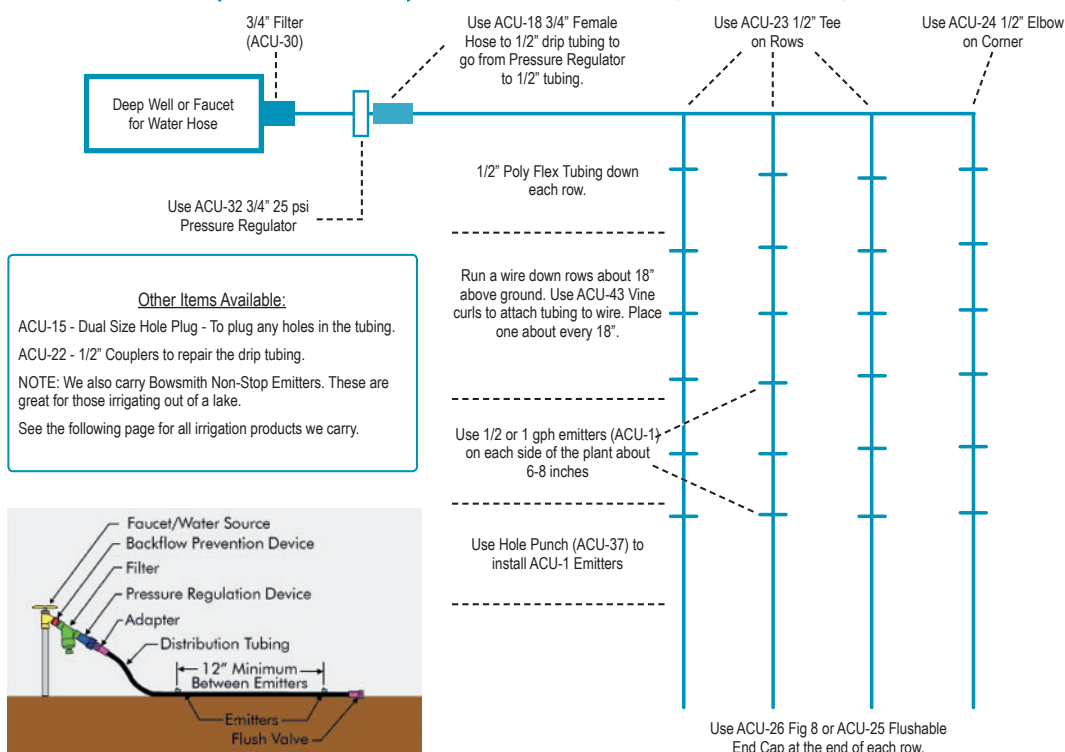 3/4" Filter
(ACU-30)
Use ACU-18 3/4" Female
Hose to 1/2" drip tubing to
go from Pressure Regulator
to 1/2" tubing.
Use ACU-23 1/2" Tee
on Rows
Use ACU-24 1/2" Elbow
on Corner
Deep Well or Faucet
for Water Hose
Use ACU-32 3/4" 25 psi
Pressure Regulator
1/2" Poly Flex Tubing down
each row.
Run a wire down rows about 18"
above ground. Use ACU-43 Vine
curls to attach tubing to wire. Place
one about every 18".
Use 1/2 or 1 gph emitters (ACU-1)
on each side of the plant about
6-8 inches
Use Hole Punch (ACU-37) to
install ACU-1 Emitters
Other Items Available:
ACU-15 - Dual Size Hole Plug - To plug any holes in the tubing.
ACU-22 - 1/2" Couplers to repair the drip tubing.
NOTE: We also carry Bowsmith Non-Stop Emitters. These are
great for those irrigating out of a lake.
See the following page for all irrigation products we carry.
Faucet/Water Source
Backflow Prevention Device
Filter
Pressure Regulation Device
Adapter
Distribution Tubing
12" Minimum
Between Emitters
Emitters
Flush Valve
Use ACU-26 Fig 8 or ACU-25 Flushable
End Cap at the end of each row.